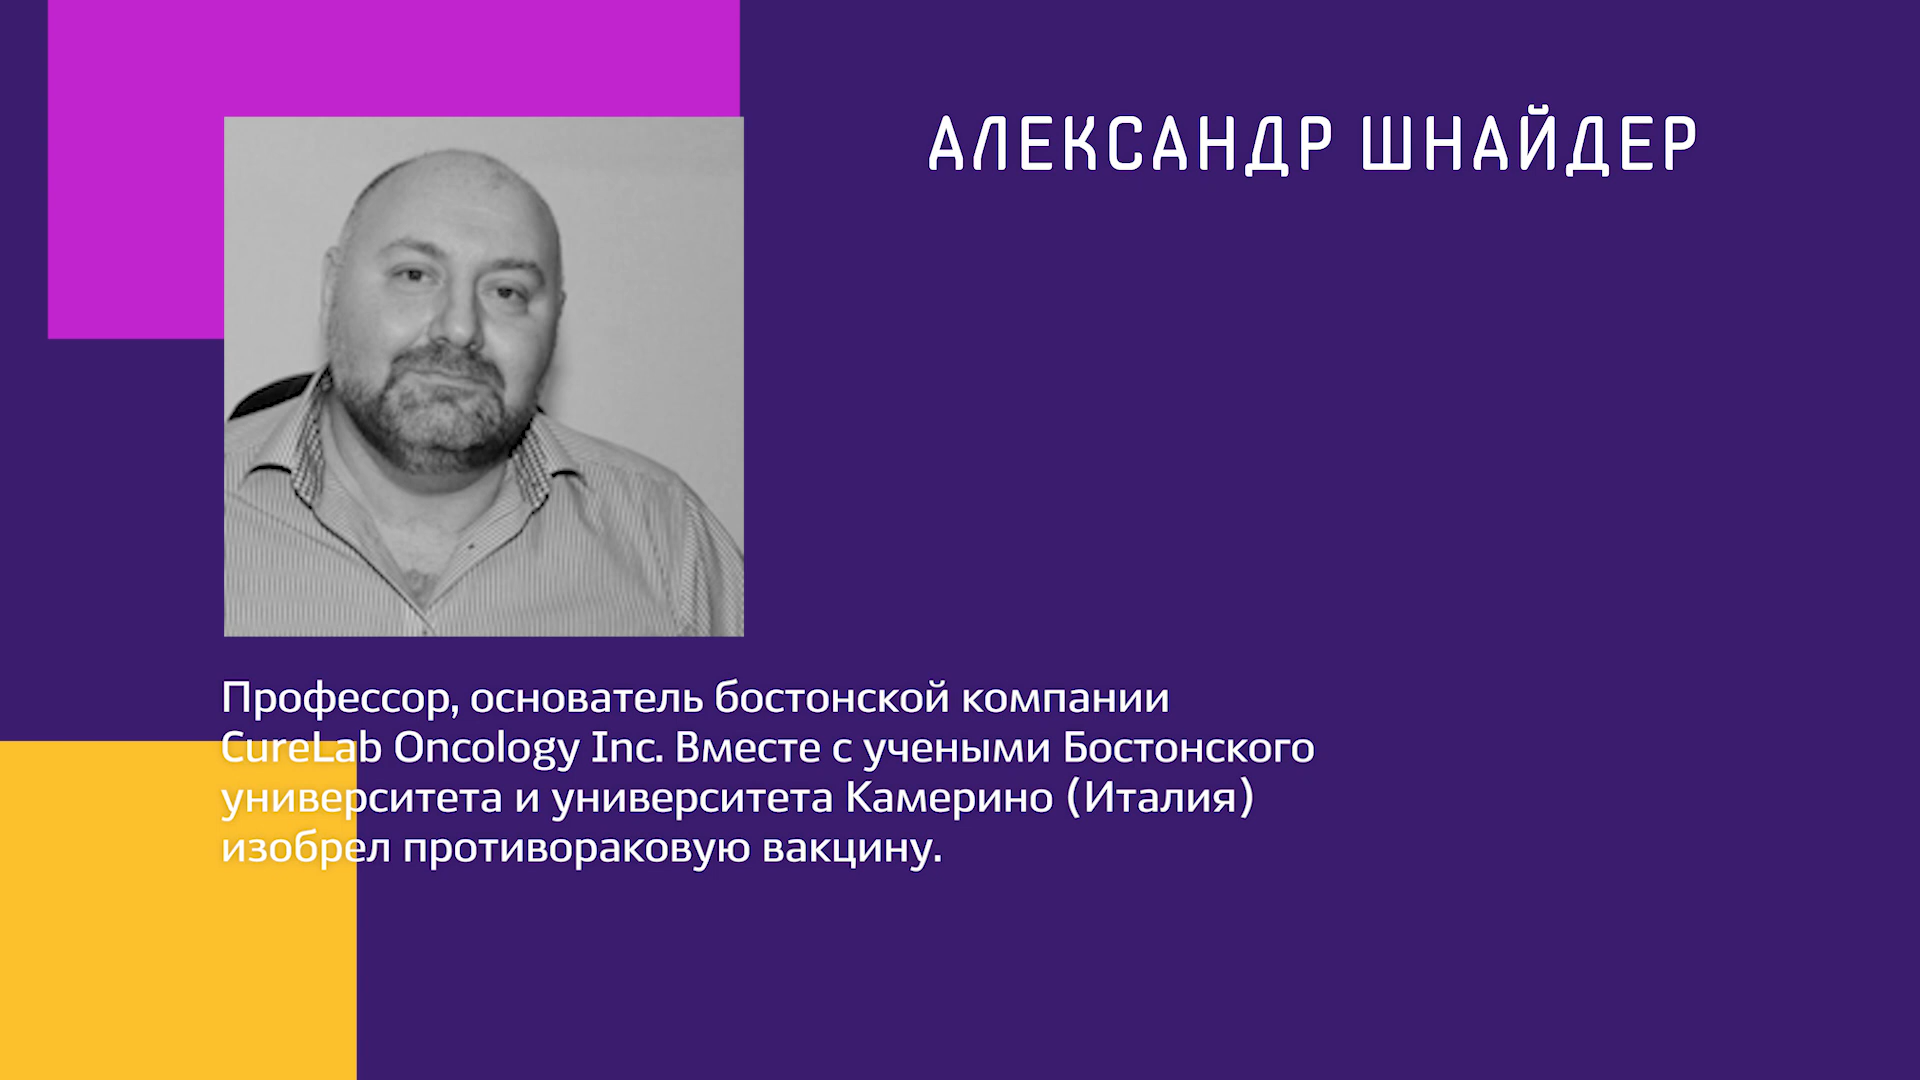 АЛЕКСАНДР ШНАЙДЕР
Профессор, основатель бостонской компании
CureLab Oncology Inc. Вместе с учеными Бостонского
университета и университета Камерино (Италия)
изобрел противораковую вакцину.